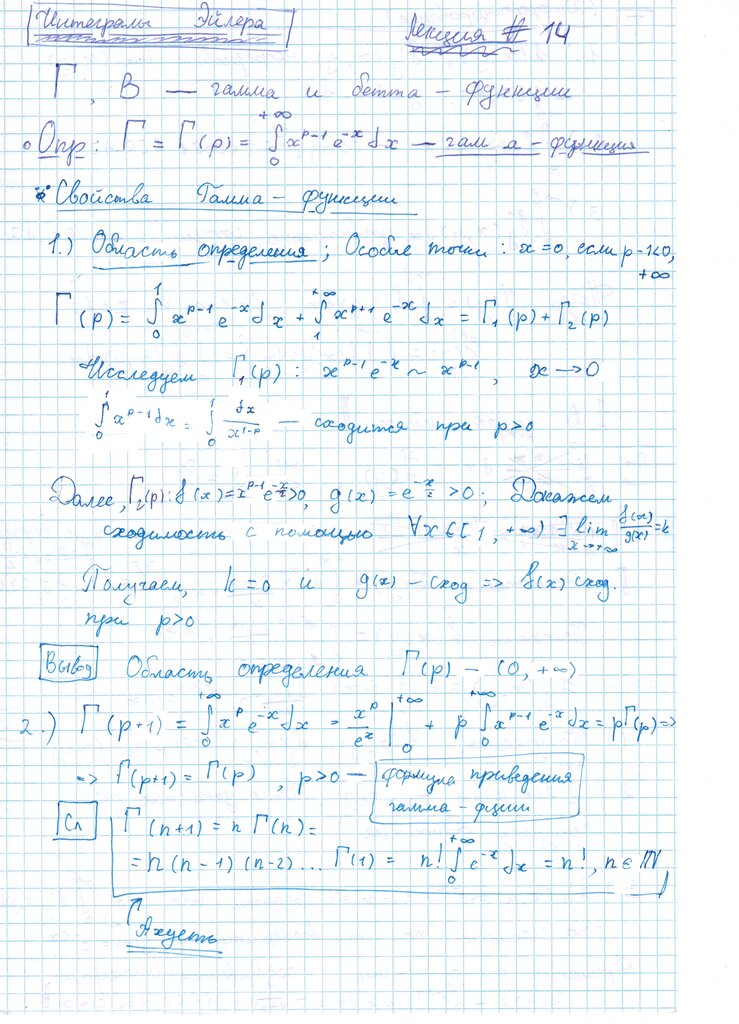 Интегралы Эйлера
Лекция # 14
Γ, B — гамма и бетта – функции
Опр: Γ = Γ(p) = ∫₀^{+∞} x^{p-1} e^{-x} dx — гам а – функция
Свойства Гамма – функции
1.) Область определения; Особые точки: x = 0, если p-1<0,
+∞
Γ(p) = ∫₀¹ x^{p-1} e^{-x} dx + ∫₁^{+∞} x^{p+1} e^{-x} dx = Γ₁(p) + Γ₂(p)
Исследуем Γ₁(p): x^{p-1} e^{-x} ~ x^{p-1}, x → 0
∫₀¹ x^{p-1} dx = ∫₀¹ dx/x^{1-p} — сходится при p>0
Далее, Γ₂(p): f(x) = x^{p-1} e^{-x/2} >0, g(x) = e^{-x/2} >0; Докажем
сходимость с помощью ∀x∈[1, +∞) ∃ lim_{x→+∞} f(x)/g(x) = k
Получаем, k = 0 и g(x) – сход => f(x) сход.
при p>0
Вывод Область определения Γ(p) – (0, +∞)
2.) Γ(p+1) = ∫₀^{+∞} x^p e^{-x} dx = x^p/e^x |₀^{+∞} + p ∫₀^{+∞} x^{p-1} e^{-x} dx = pΓ(p) =>
=> Γ(p+1) = Γ(p), p>0 — формула приведения
гамма – фции
Сл Γ(n+1) = n Γ(n) =
= n (n-1) (n-2) ... Γ(1) = n! ∫₀^{+∞} e^{-x} dx = n!, n ∈ ℕ
Ахуеть